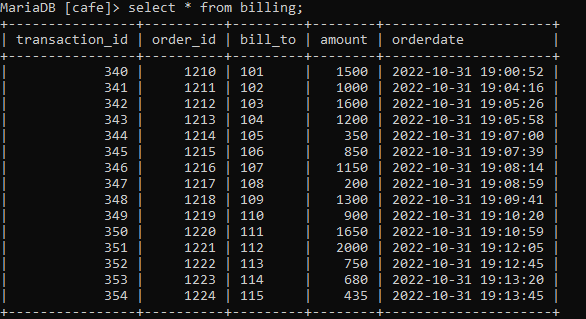 MariaDB [cafe]> select * from billing;
+----------------+----------+---------+--------+---------------------+
| transaction_id | order_id | bill_to | amount | orderdate           |
+----------------+----------+---------+--------+---------------------+
|            340 |     1210 | 101     |   1500 | 2022-10-31 19:00:52 |
|            341 |     1211 | 102     |   1000 | 2022-10-31 19:04:16 |
|            342 |     1212 | 103     |   1600 | 2022-10-31 19:05:26 |
|            343 |     1213 | 104     |   1200 | 2022-10-31 19:05:58 |
|            344 |     1214 | 105     |    350 | 2022-10-31 19:07:00 |
|            345 |     1215 | 106     |    850 | 2022-10-31 19:07:39 |
|            346 |     1216 | 107     |   1150 | 2022-10-31 19:08:14 |
|            347 |     1217 | 108     |    200 | 2022-10-31 19:08:59 |
|            348 |     1218 | 109     |   1300 | 2022-10-31 19:09:41 |
|            349 |     1219 | 110     |    900 | 2022-10-31 19:10:20 |
|            350 |     1220 | 111     |   1650 | 2022-10-31 19:10:59 |
|            351 |     1221 | 112     |   2000 | 2022-10-31 19:12:05 |
|            352 |     1222 | 113     |    750 | 2022-10-31 19:12:45 |
|            353 |     1223 | 114     |    680 | 2022-10-31 19:13:20 |
|            354 |     1224 | 115     |    435 | 2022-10-31 19:13:45 |
+----------------+----------+---------+--------+---------------------+